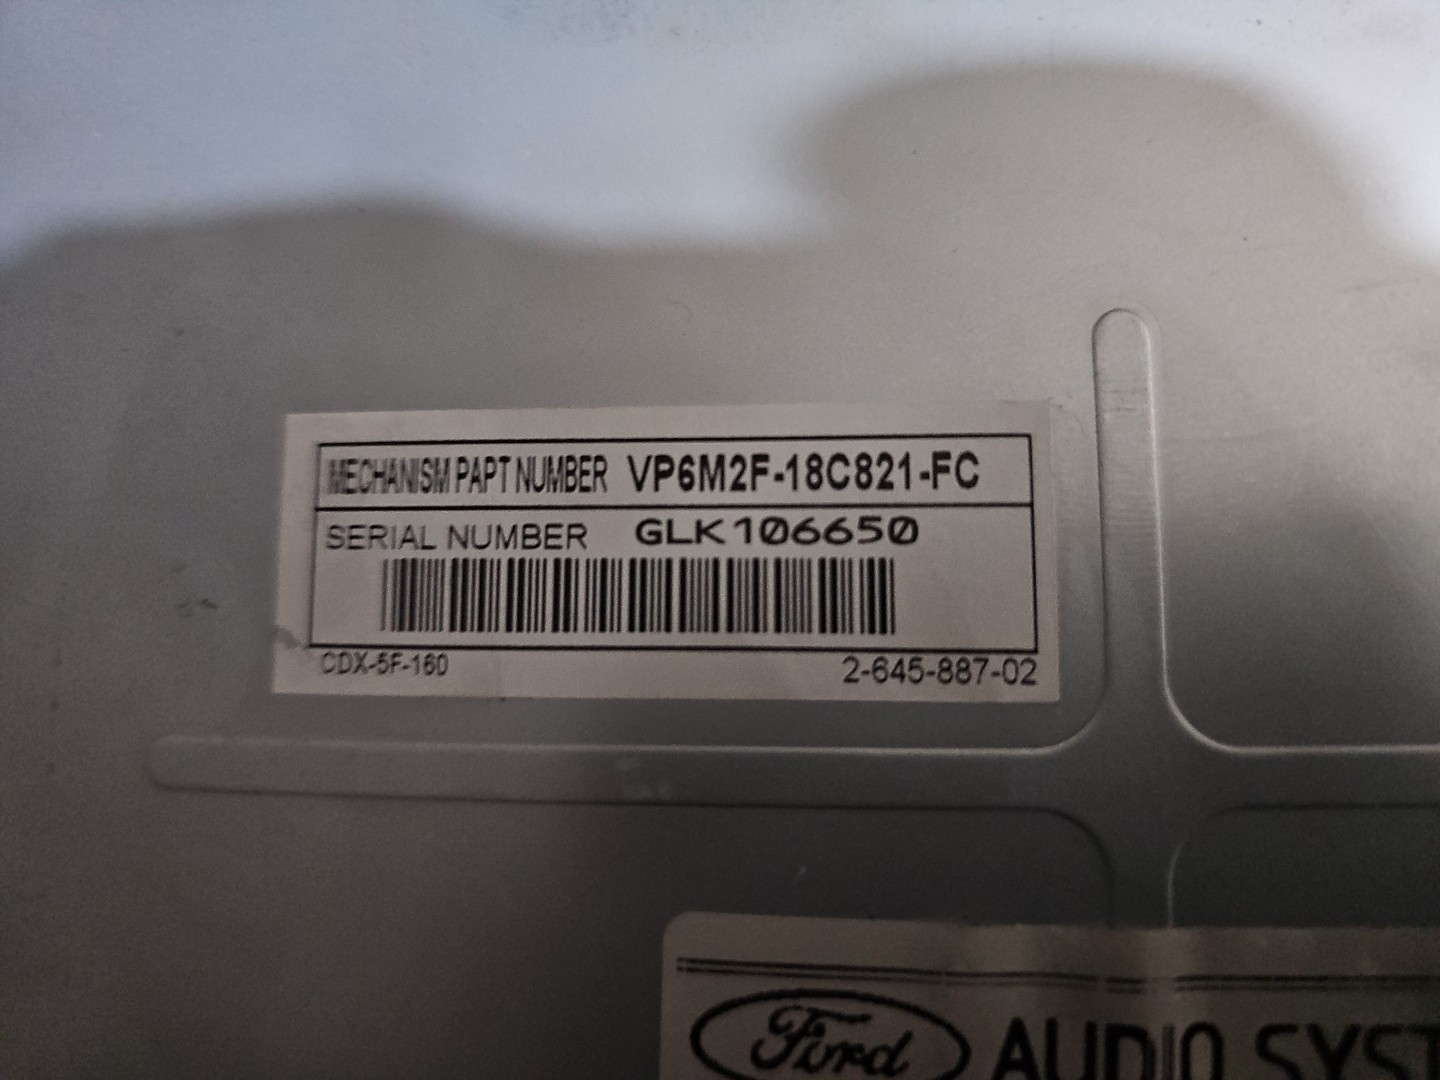 MECHANISM PAPT NUMBER VP6M2F-18C821-FC
SERIAL NUMBER GLK106650
CDX-5F-160 2-645-887-02
Ford AUDIO SYST